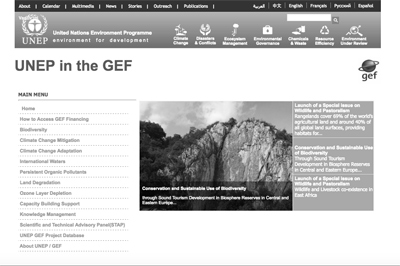 About | Calendar | Multimedia | News | Stories | Outreach | Publications |
العربية | 中文 | English | Français | Русский | Español
UNEP
United Nations Environment Programme
environment for development
Climate Change
Disasters & Conflicts
Ecosystem Management
Environmental Governance
Chemicals & Waste
Resource Efficiency
Environment Under Review
UNEP in the GEF
gef
MAIN MENU
Home
How to Access GEF Financing
Biodiversity
Climate Change Mitigation
Climate Change Adaptation
International Waters
Persistent Organic Pollutants
Land Degradation
Ozone Layer Depletion
Capacity Building Support
Knowledge Management
Scientific and Technical Advisory Panel(STAP)
UNEP GEF Project Database
About UNEP / GEF
Conservation and Sustainable Use of Biodiversity
through Sound Tourism Development in Biosphere Reserves in Central and
Eastern Europe...
Launch of a Special Issue on
Wildlife and Pastoralism
Rangelands cover 69% of the world's
agricultural land and around 40% of
all global land surfaces, providing
habitats for...
Conservation and Sustainable Use of
Biodiversity
Through Sound Tourism
Development in Biosphere Reserves
in Central and Eastern Europe...
Launch of a Special Issue on
Wildlife and Pastoralism
Wildlife and Livestock co-existence in
East Africa